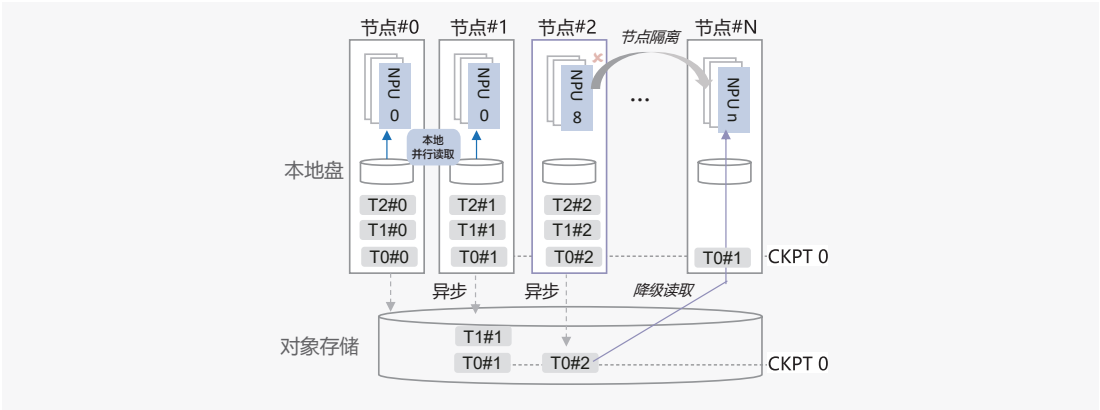 节点#0
节点#1
节点#2
节点隔离
节点#N
NPU 0
NPU 0
NPU 8
×
...
NPU n
本地
并行读取
本地盘
T2#0
T2#1
T2#2
T1#0
T1#1
T1#2
T0#0
T0#1
T0#2
T0#1
CKPT 0
异步
异步
降级读取
对象存储
T1#1
T0#1
T0#2
CKPT 0